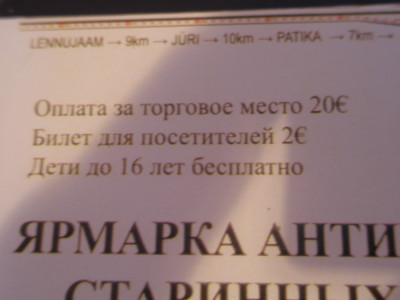 LENNUJAAM → 9km → JÜRI → 10km → PATIKA → 7km →
Оплата за торговое место 20€
Билет для посетителей 2€
Дети до 16 лет бесплатно
ЯРМАРКА АНТИ
СТАРИННЫХ